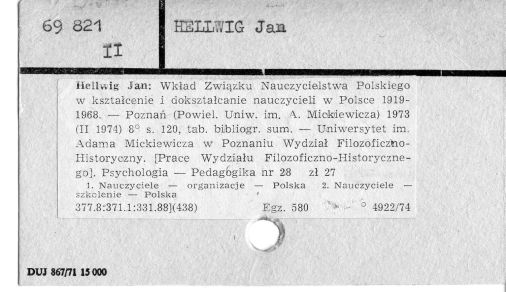 69 821
II
HELLWIG Jan
Hellwig Jan: Wkład Związku Nauczycielstwa Polskiego
w kształcenie i dokształcanie nauczycieli w Polsce 1919-
1968. — Poznań (Powiel. Uniw. im. A. Mickiewicza) 1973
(II 1974) 8° s. 120, tab. bibliogr. sum. — Uniwersytet im.
Adama Mickiewicza w Poznaniu Wydział Filozoficzno-
Historyczny. [Prace Wydziału Filozoficzno-Historyczne-
go]. Psychologia — Pedagogika nr 28 zł 27
1. Nauczyciele — organizacje — Polska 2. Nauczyciele —
szkolenie — Polska
377.8:371.1:331.88](438) Egz. 580 4922/74
DUJ 867/71 15 000